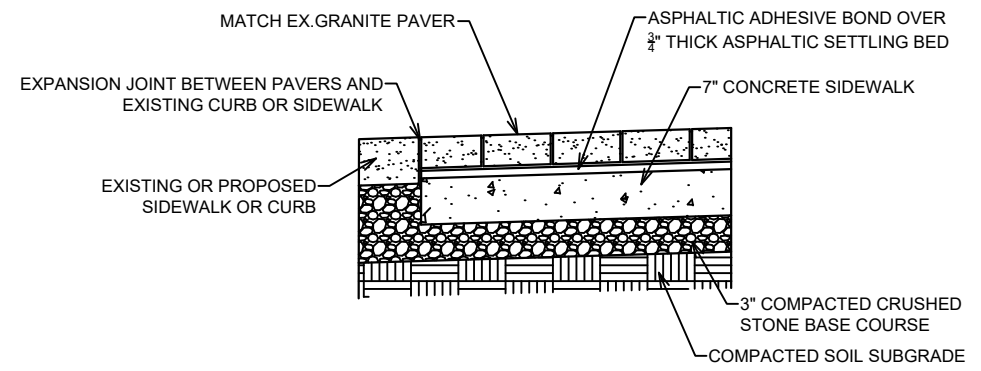 MATCH EX.GRANITE PAVER
ASPHALTIC ADHESIVE BOND OVER
3/4" THICK ASPHALTIC SETTLING BED
EXPANSION JOINT BETWEEN PAVERS AND
EXISTING CURB OR SIDEWALK
7" CONCRETE SIDEWALK
EXISTING OR PROPOSED
SIDEWALK OR CURB
3" COMPACTED CRUSHED
STONE BASE COURSE
COMPACTED SOIL SUBGRADE